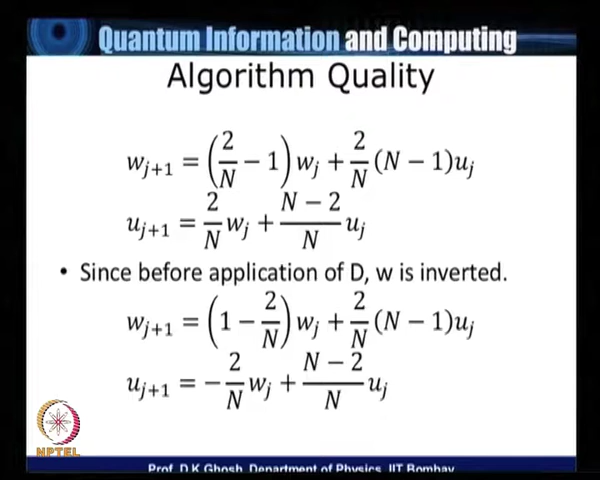 Quantum Information and Computing
Algorithm Quality
w_{j+1} = (2/N − 1) w_j + 2/N (N − 1)u_j
u_{j+1} = 2/N w_j + N − 2/N u_j
• Since before application of D, w is inverted.
w_{j+1} = (1 − 2/N) w_j + 2/N (N − 1)u_j
u_{j+1} = − 2/N w_j + N − 2/N u_j
NPTEL
Prof. D.K Ghosh, Department of Physics, IIT Bombay